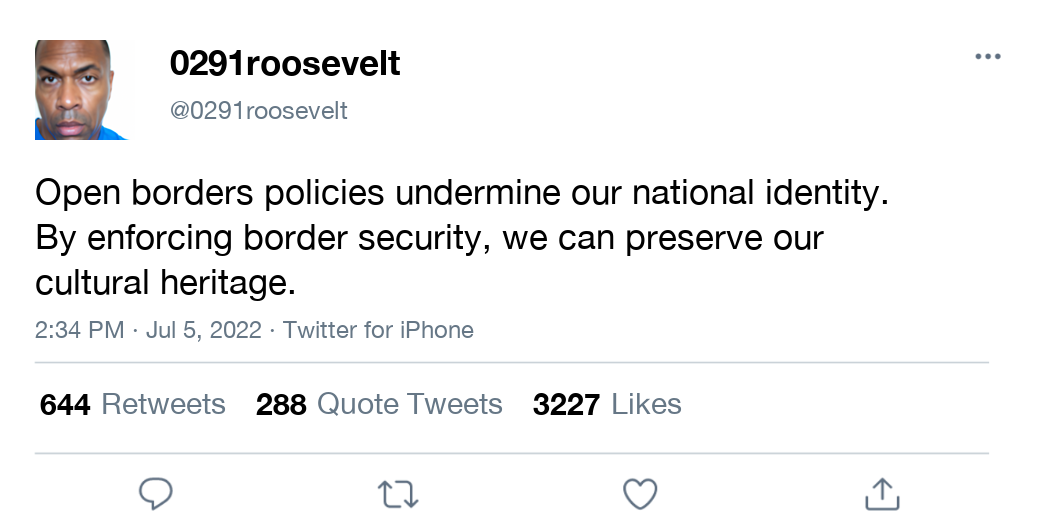 0291roosevelt
@0291roosevelt
Open borders policies undermine our national identity.
By enforcing border security, we can preserve our
cultural heritage.
2:34 PM · Jul 5, 2022 · Twitter for iPhone
644 Retweets 288 Quote Tweets 3227 Likes